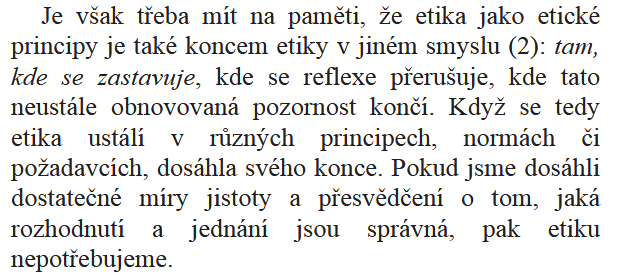 Je však třeba mít na paměti, že etika jako etické
principy je také koncem etiky v jiném smyslu (2): tam,
kde se zastavuje, kde se reflexe přerušuje, kde tato
neustále obnovovaná pozornost končí. Když se tedy
etika ustálí v různých principech, normách či
požadavcích, dosáhla svého konce. Pokud jsme dosáhli
dostatečné míry jistoty a přesvědčení o tom, jaká
rozhodnutí a jednání jsou správná, pak etiku
nepotřebujeme.